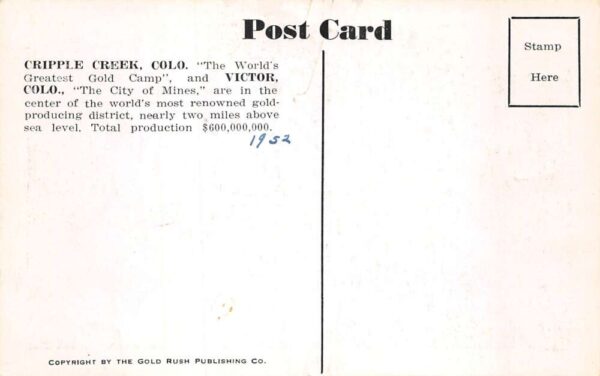 Post Card
CRIPPLE CREEK, COLO. "The World's
Greatest Gold Camp", and VICTOR,
COLO., "The City of Mines," are in the
center of the world's most renowned gold-
producing district, nearly two miles above
sea level. Total production $600,000,000.
1952
Stamp
Here
COPYRIGHT BY THE GOLD RUSH PUBLISHING CO.